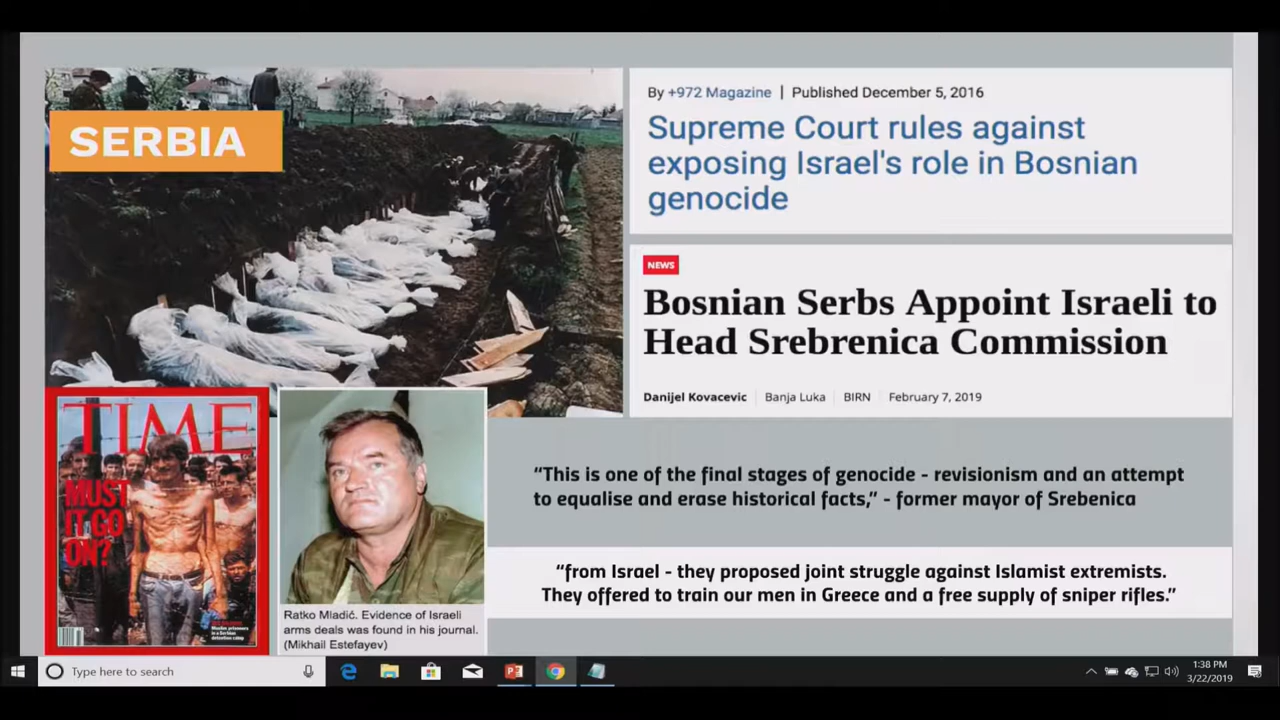 SERBIA
By +972 Magazine | Published December 5, 2016
Supreme Court rules against
exposing Israel's role in Bosnian
genocide
NEWS
Bosnian Serbs Appoint Israeli to
Head Srebrenica Commission
Danijel Kovacevic | Banja Luka | BIRN | February 7, 2019
TIME
MUST
IT GO
ON?
Ratko Mladić. Evidence of Israeli
arms deals was found in his journal.
(Mikhail Estefayev)
“This is one of the final stages of genocide - revisionism and an attempt
to equalise and erase historical facts,” - former mayor of Srebenica
“from Israel - they proposed joint struggle against Islamist extremists.
They offered to train our men in Greece and a free supply of sniper rifles.”
Type here to search
1:38 PM
3/22/2019